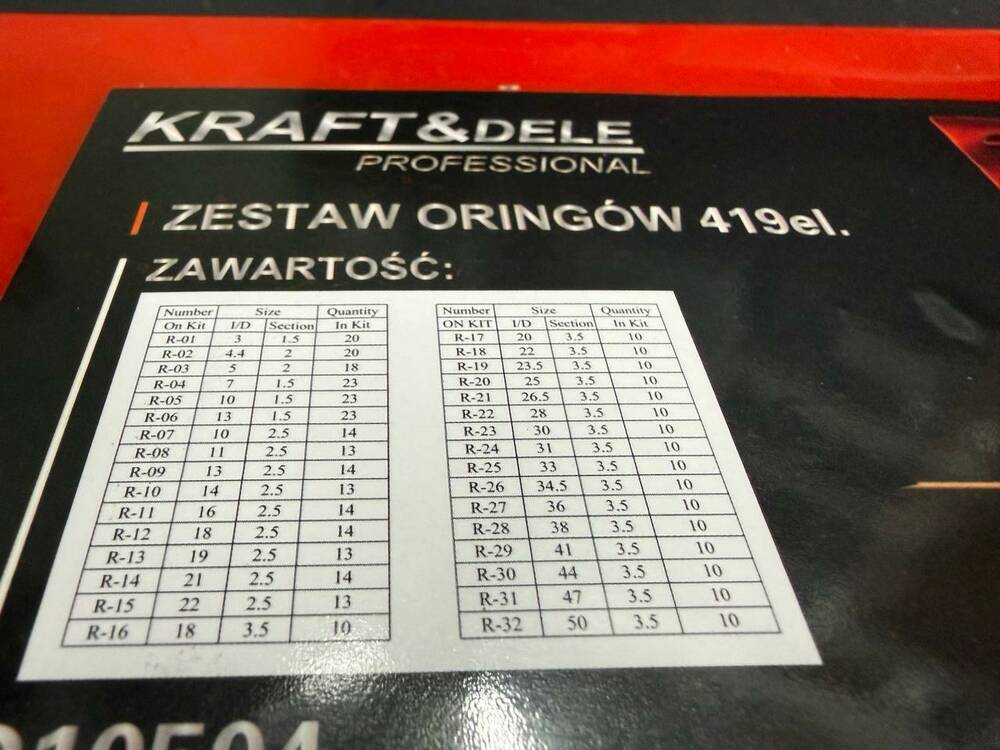 KRAFT&DELE
PROFESSIONAL
ZESTAW ORINGÓW 419el.
ZAWARTOŚĆ:
Number Size Quantity
On Kit I/D Section In Kit
R-01 3 1.5 20
R-02 4.4 2 20
R-03 5 2 18
R-04 7 1.5 23
R-05 10 1.5 23
R-06 13 1.5 23
R-07 10 2.5 14
R-08 11 2.5 13
R-09 13 2.5 14
R-10 14 2.5 13
R-11 16 2.5 14
R-12 18 2.5 14
R-13 19 2.5 13
R-14 21 2.5 14
R-15 22 2.5 13
R-16 18 3.5 10
Number Size Quantity
ON KIT I/D Section In Kit
R-17 20 3.5 10
R-18 22 3.5 10
R-19 23.5 3.5 10
R-20 25 3.5 10
R-21 26.5 3.5 10
R-22 28 3.5 10
R-23 30 3.5 10
R-24 31 3.5 10
R-25 33 3.5 10
R-26 34.5 3.5 10
R-27 36 3.5 10
R-28 38 3.5 10
R-29 41 3.5 10
R-30 44 3.5 10
R-31 47 3.5 10
R-32 50 3.5 10